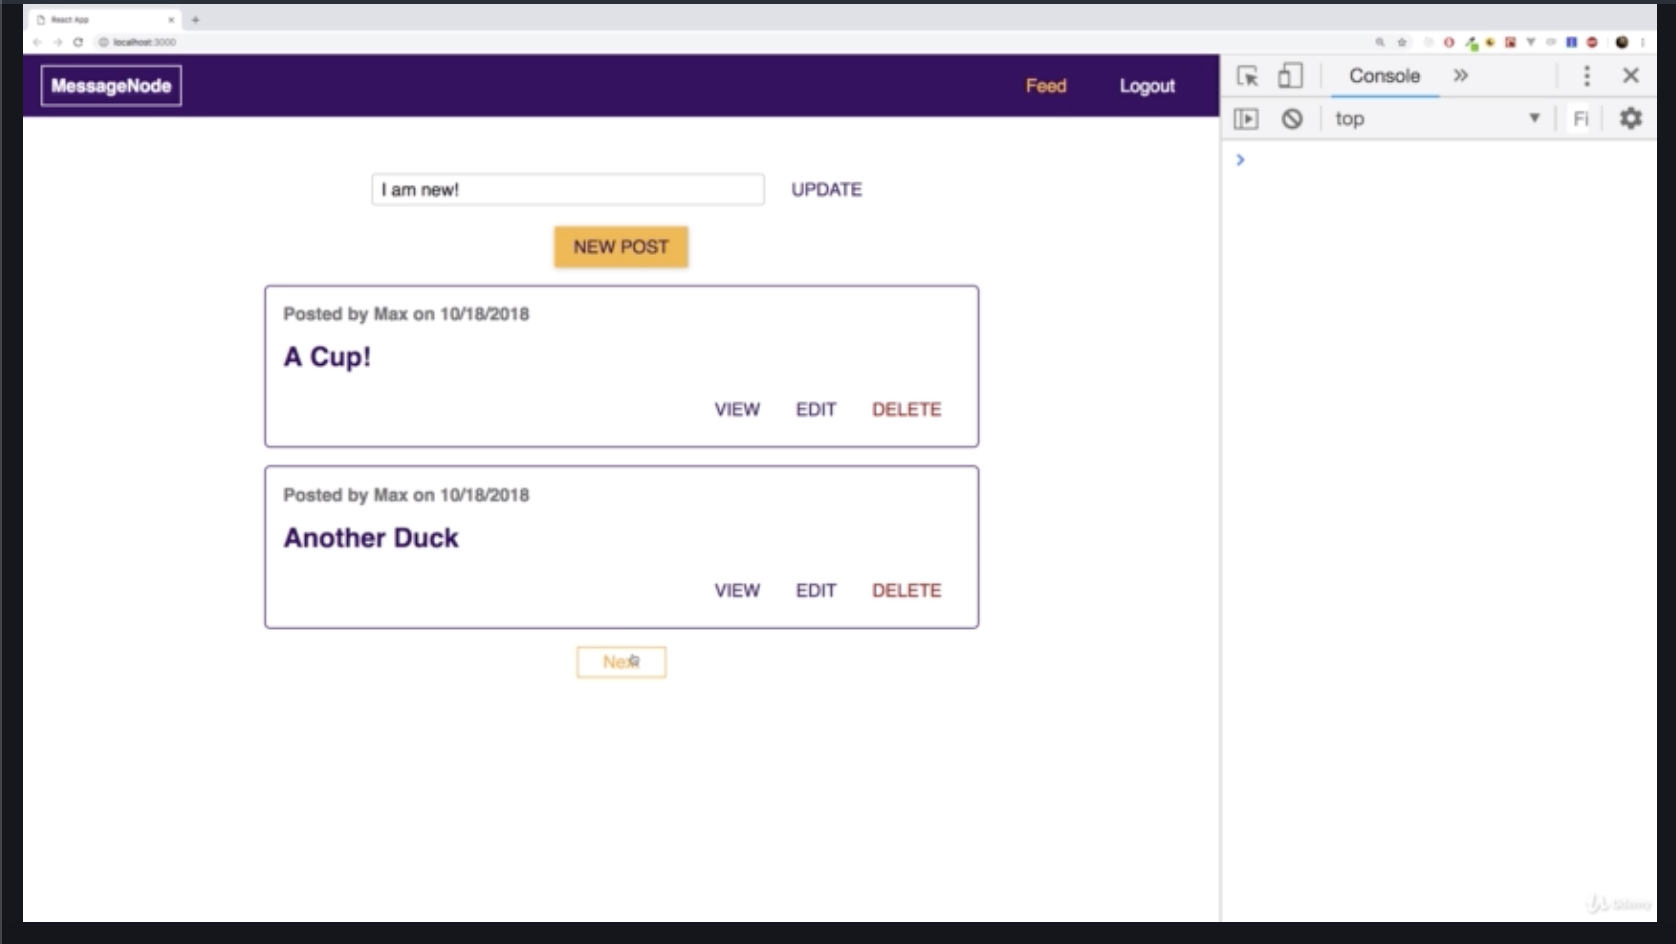 React App
localhost:3000
MessageNode
Feed
Logout
Console
top
Fi
I am new!
UPDATE
NEW POST
Posted by Max on 10/18/2018
A Cup!
VIEW EDIT DELETE
Posted by Max on 10/18/2018
Another Duck
VIEW EDIT DELETE
Next
Udemy